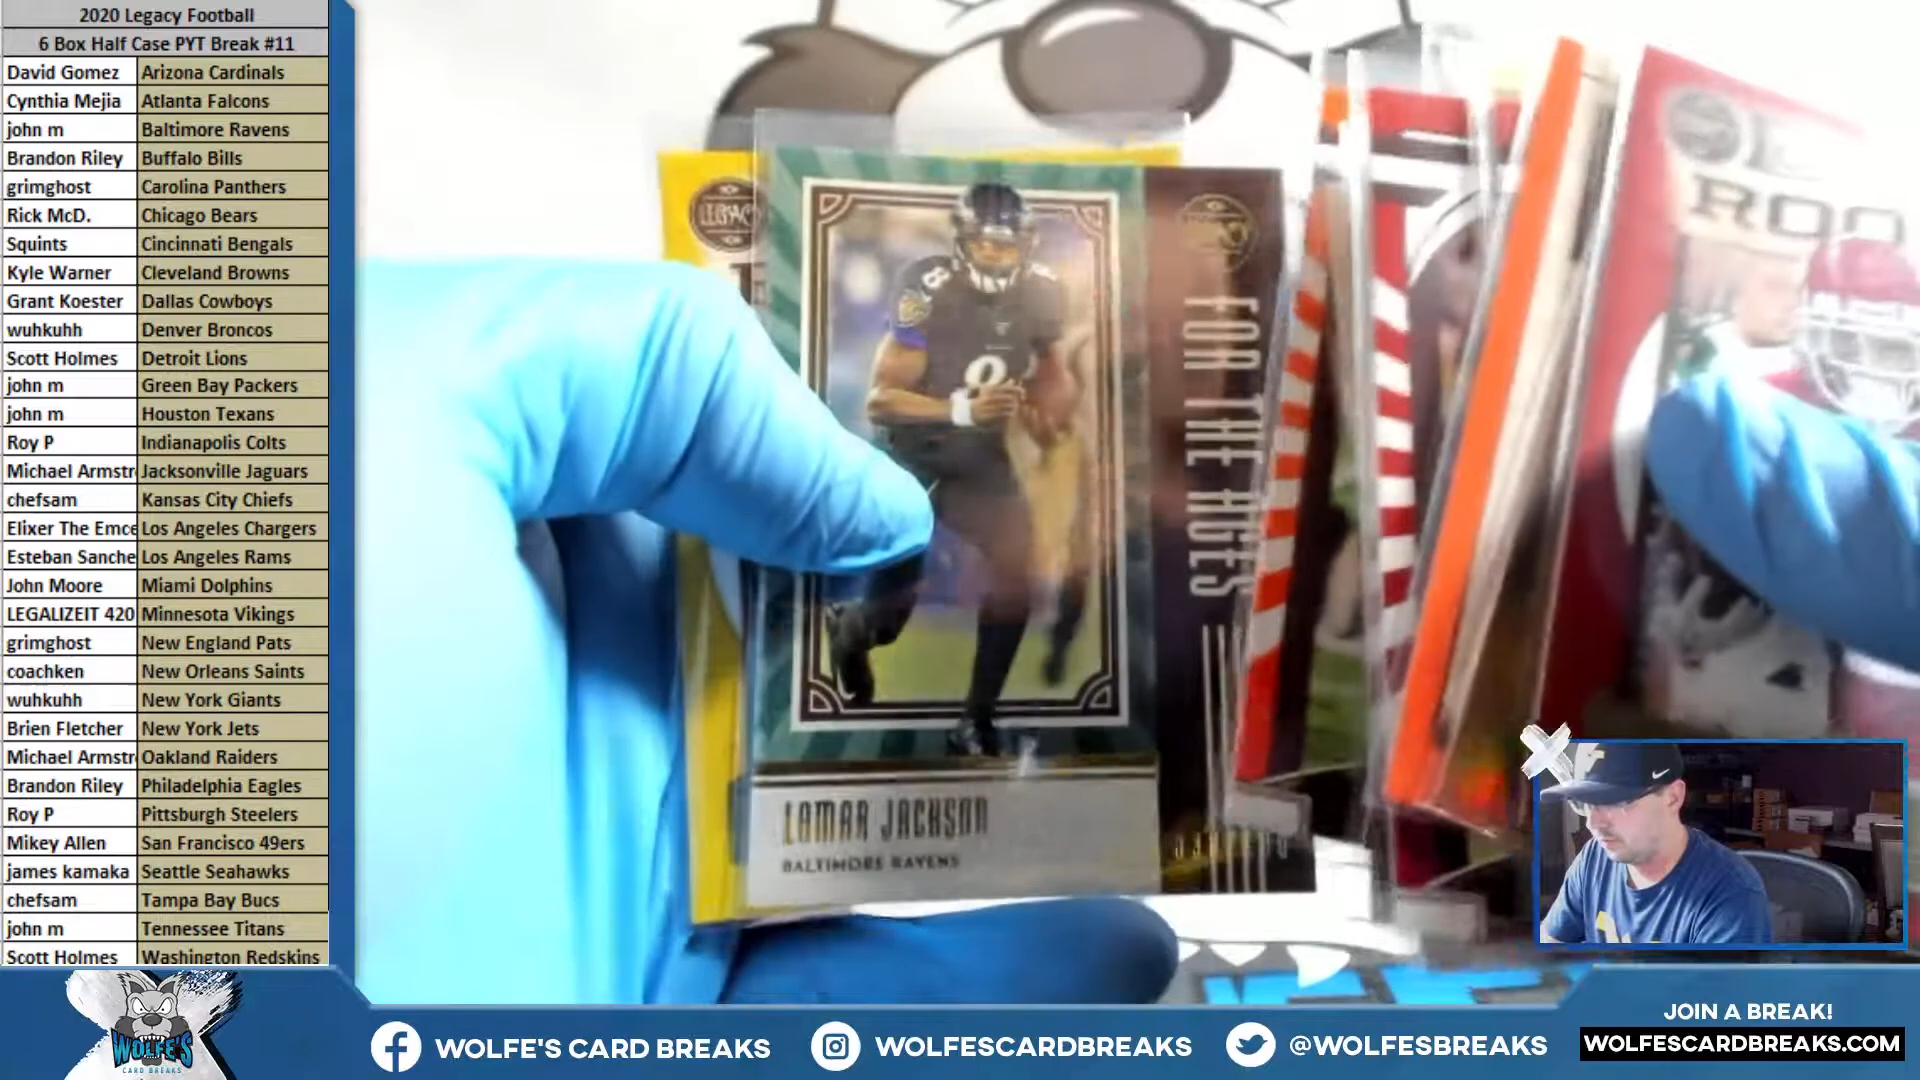 2020 Legacy Football
6 Box Half Case PYT Break #11
David Gomez Arizona Cardinals
Cynthia Mejia Atlanta Falcons
john m Baltimore Ravens
Brandon Riley Buffalo Bills
grimghost Carolina Panthers
Rick McD. Chicago Bears
Squints Cincinnati Bengals
Kyle Warner Cleveland Browns
Grant Koester Dallas Cowboys
wuhkuhh Denver Broncos
Scott Holmes Detroit Lions
john m Green Bay Packers
john m Houston Texans
Roy P Indianapolis Colts
Michael Armstr Jacksonville Jaguars
chefsam Kansas City Chiefs
Elixer The Emce Los Angeles Chargers
Esteban Sanche Los Angeles Rams
John Moore Miami Dolphins
LEGALIZEIT 420 Minnesota Vikings
grimghost New England Pats
coachken New Orleans Saints
wuhkuhh New York Giants
Brien Fletcher New York Jets
Michael Armstr Oakland Raiders
Brandon Riley Philadelphia Eagles
Roy P Pittsburgh Steelers
Mikey Allen San Francisco 49ers
james kamaka Seattle Seahawks
chefsam Tampa Bay Bucs
john m Tennessee Titans
Scott Holmes Washington Redskins
LEGACY
8
FOR THE AGES
ROO
LAMAR JACKSON
BALTIMORE RAVENS
WOLFE'S
CARD BREAKS
WOLFE'S CARD BREAKS
WOLFESCARDBREAKS
@WOLFESBREAKS
JOIN A BREAK!
WOLFESCARDBREAKS.COM